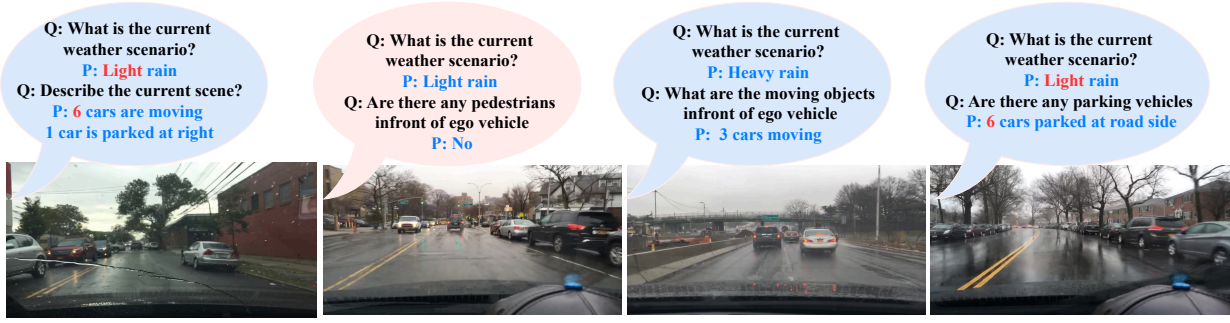 Q: What is the current
weather scenario?
P: Light rain
Q: Describe the current scene?
P: 6 cars are moving
1 car is parked at right
Q: What is the current
weather scenario?
P: Light rain
Q: Are there any pedestrians
infront of ego vehicle
P: No
Q: What is the current
weather scenario?
P: Heavy rain
Q: What are the moving objects
infront of ego vehicle
P: 3 cars moving
Q: What is the current
weather scenario?
P: Light rain
Q: Are there any parking vehicles
P: 6 cars parked at road side